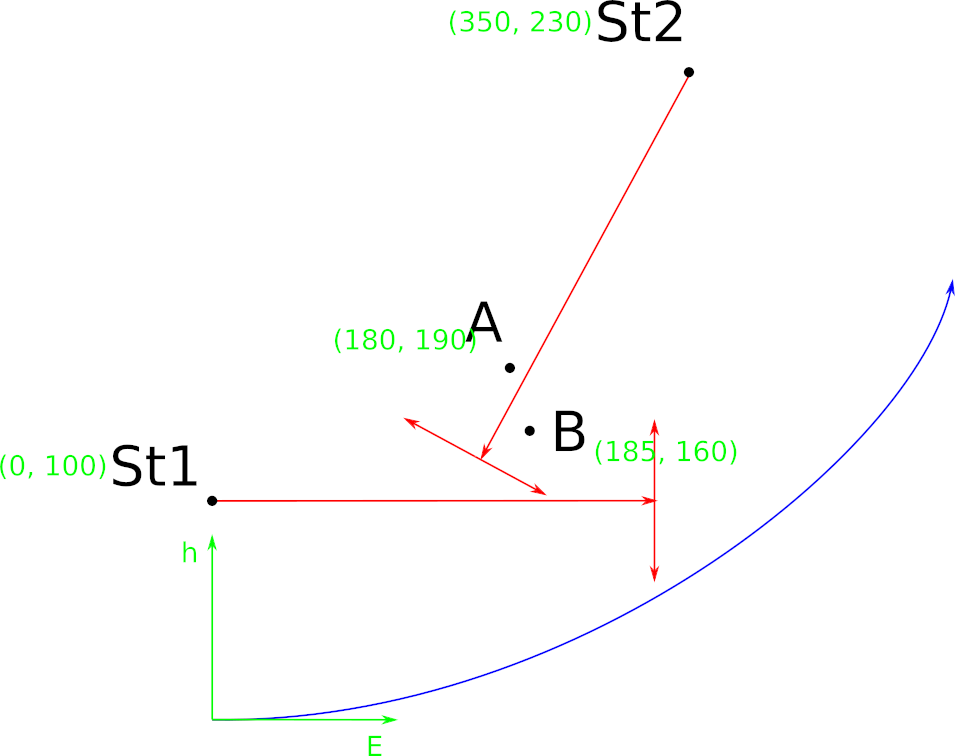 (350, 230) St2
A
(180, 190)
B
(185, 160)
(0, 100) St1
h
E